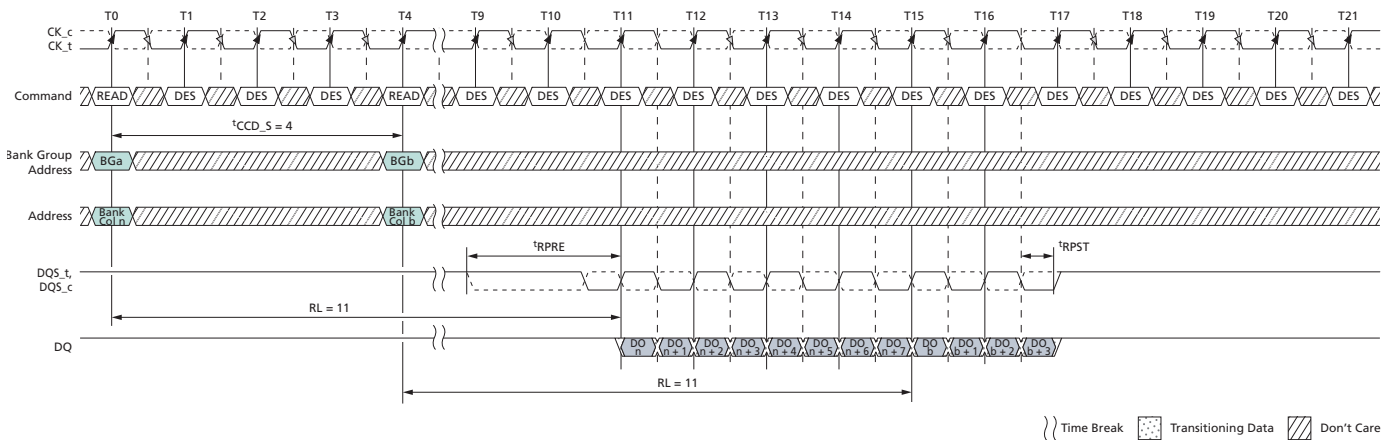 T0 T1 T2 T3 T4 T9 T10 T11 T12 T13 T14 T15 T16 T17 T18 T19 T20 T21
CK_c
CK_t
Command READ DES DES DES READ DES DES DES DES DES DES DES DES DES DES DES DES DES
tCCD_S = 4
Bank Group
Address
BGa BGb
Address
Bank
Col n
Bank
Col b
tRPRE tRPST
DQS_t,
DQS_c
RL = 11
DQ
DO
n
DO
n + 1
DO
n + 2
DO
n + 3
DO
n + 4
DO
n + 5
DO
n + 6
DO
n + 7
DO
b
DO
b + 1
DO
b + 2
DO
b + 3
RL = 11
Time Break Transitioning Data Don't Care